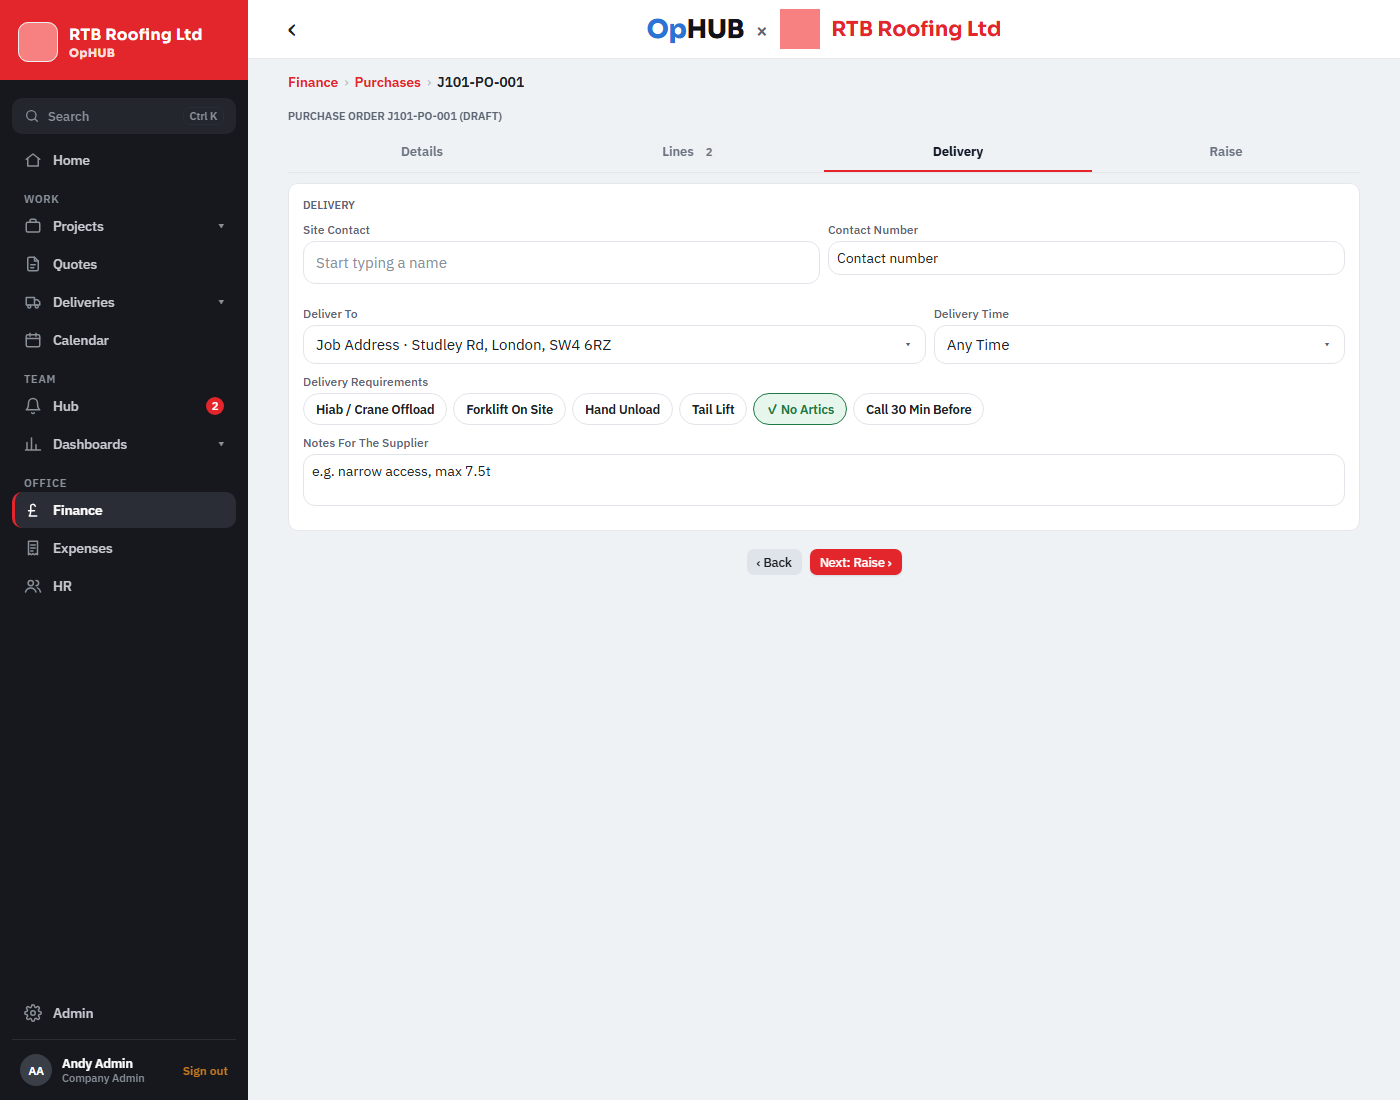 RTB Roofing Ltd
OpHUB
Search Ctrl K
Home
WORK
Projects
Quotes
Deliveries
Calendar
TEAM
Hub 2
Dashboards
OFFICE
£ Finance
Expenses
HR
Admin
AA Andy Admin
Company Admin
Sign out
OpHUB × RTB Roofing Ltd
Finance › Purchases › J101-PO-001
PURCHASE ORDER J101-PO-001 (DRAFT)
Details Lines 2 Delivery Raise
DELIVERY
Site Contact Contact Number
Start typing a name Contact number
Deliver To Delivery Time
Job Address · Studley Rd, London, SW4 6RZ Any Time
Delivery Requirements
Hiab / Crane Offload Forklift On Site Hand Unload Tail Lift ✓ No Artics Call 30 Min Before
Notes For The Supplier
e.g. narrow access, max 7.5t
‹ Back Next: Raise ›